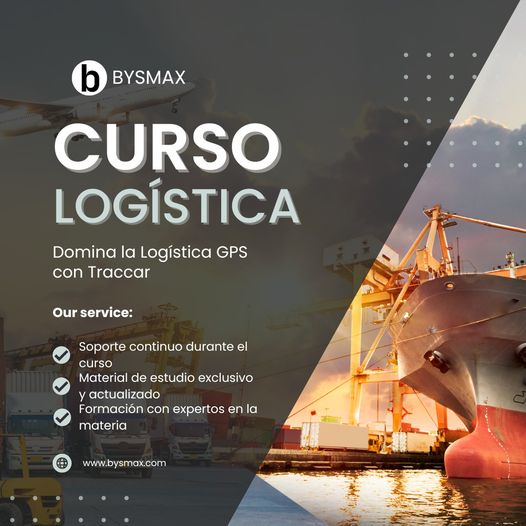 b BYSMAX
CURSO
LOGÍSTICA
Domina la Logística GPS
con Traccar
Our service:
Soporte continuo durante el
curso
Material de estudio exclusivo
y actualizado
Formación con expertos en la
materia
www.bysmax.com